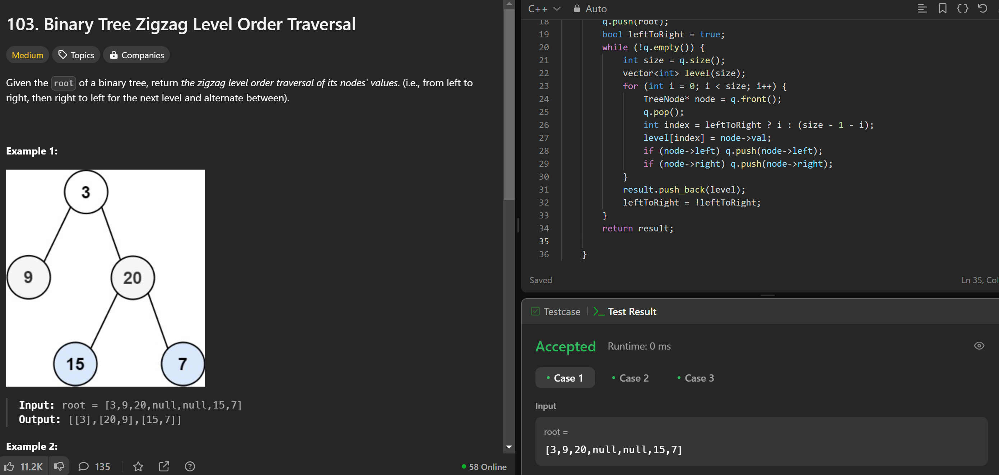 103. Binary Tree Zigzag Level Order Traversal
Medium Topics Companies
Given the root of a binary tree, return the zigzag level order traversal of its nodes' values. (i.e., from left to
right, then right to left for the next level and alternate between).
Example 1:
3
9
20
15
7
Input: root = [3,9,20,null,null,15,7]
Output: [[3],[20,9],[15,7]]
Example 2:
11.2K 135 58 Online
C++ Auto
18 q.push(root);
19 bool leftToRight = true;
20 while (!q.empty()) {
21 int size = q.size();
22 vector<int> level(size);
23 for (int i = 0; i < size; i++) {
24 TreeNode* node = q.front();
25 q.pop();
26 int index = leftToRight ? i : (size - 1 - i);
27 level[index] = node->val;
28 if (node->left) q.push(node->left);
29 if (node->right) q.push(node->right);
30 }
31 result.push_back(level);
32 leftToRight = !leftToRight;
33 }
34 return result;
35
36 }
Saved Ln 35, Col
Testcase Test Result
Accepted Runtime: 0 ms
Case 1 Case 2 Case 3
Input
root =
[3,9,20,null,null,15,7]